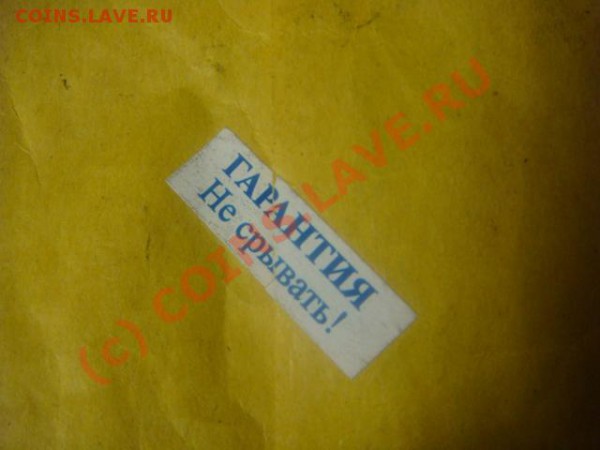 COINS.LAVE.RU
ГАРАНТИЯ
Не срывать!
(c) COINS.LAVE.RU